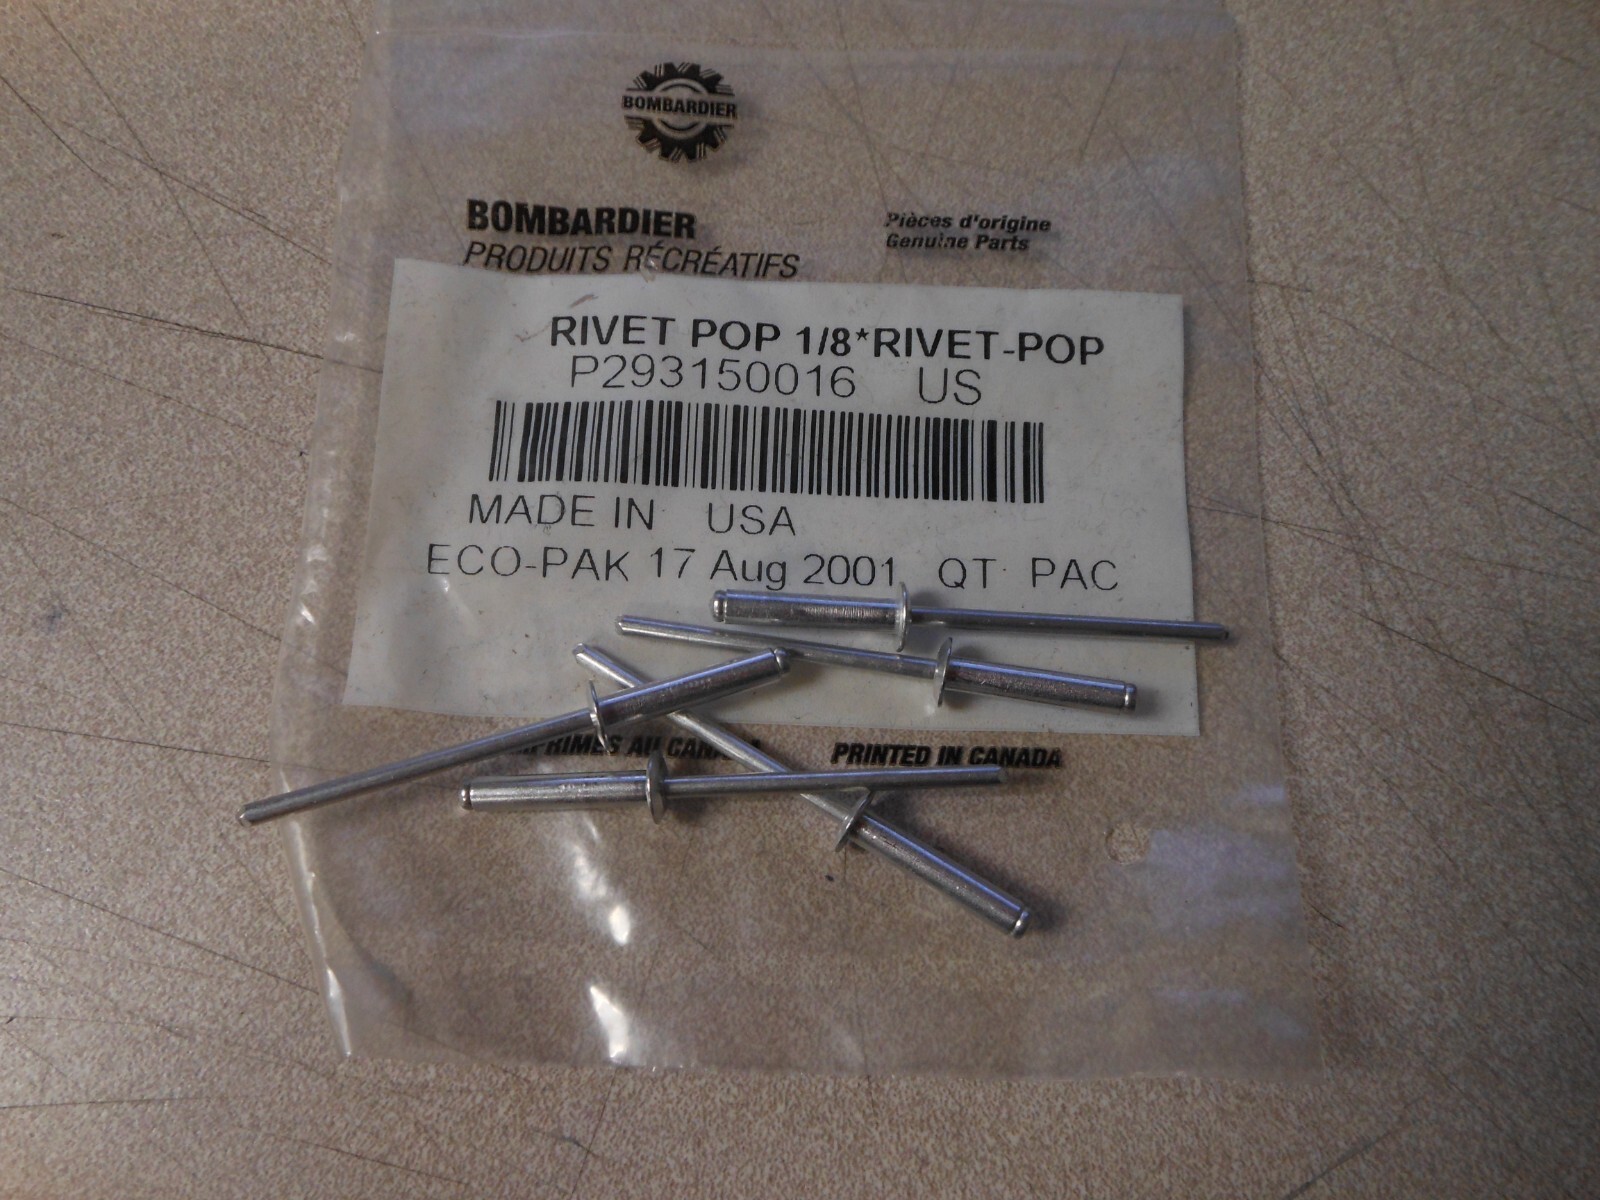 BOMBARDIER
BOMBARDIER
PRODUITS RÉCRÉATIFS
Pièces d'origine
Genuine Parts
RIVET POP 1/8*RIVET-POP
P293150016 US
MADE IN USA
ECO-PAK 17 Aug 2001 QT PAC
AU
PRINTED IN CANADA